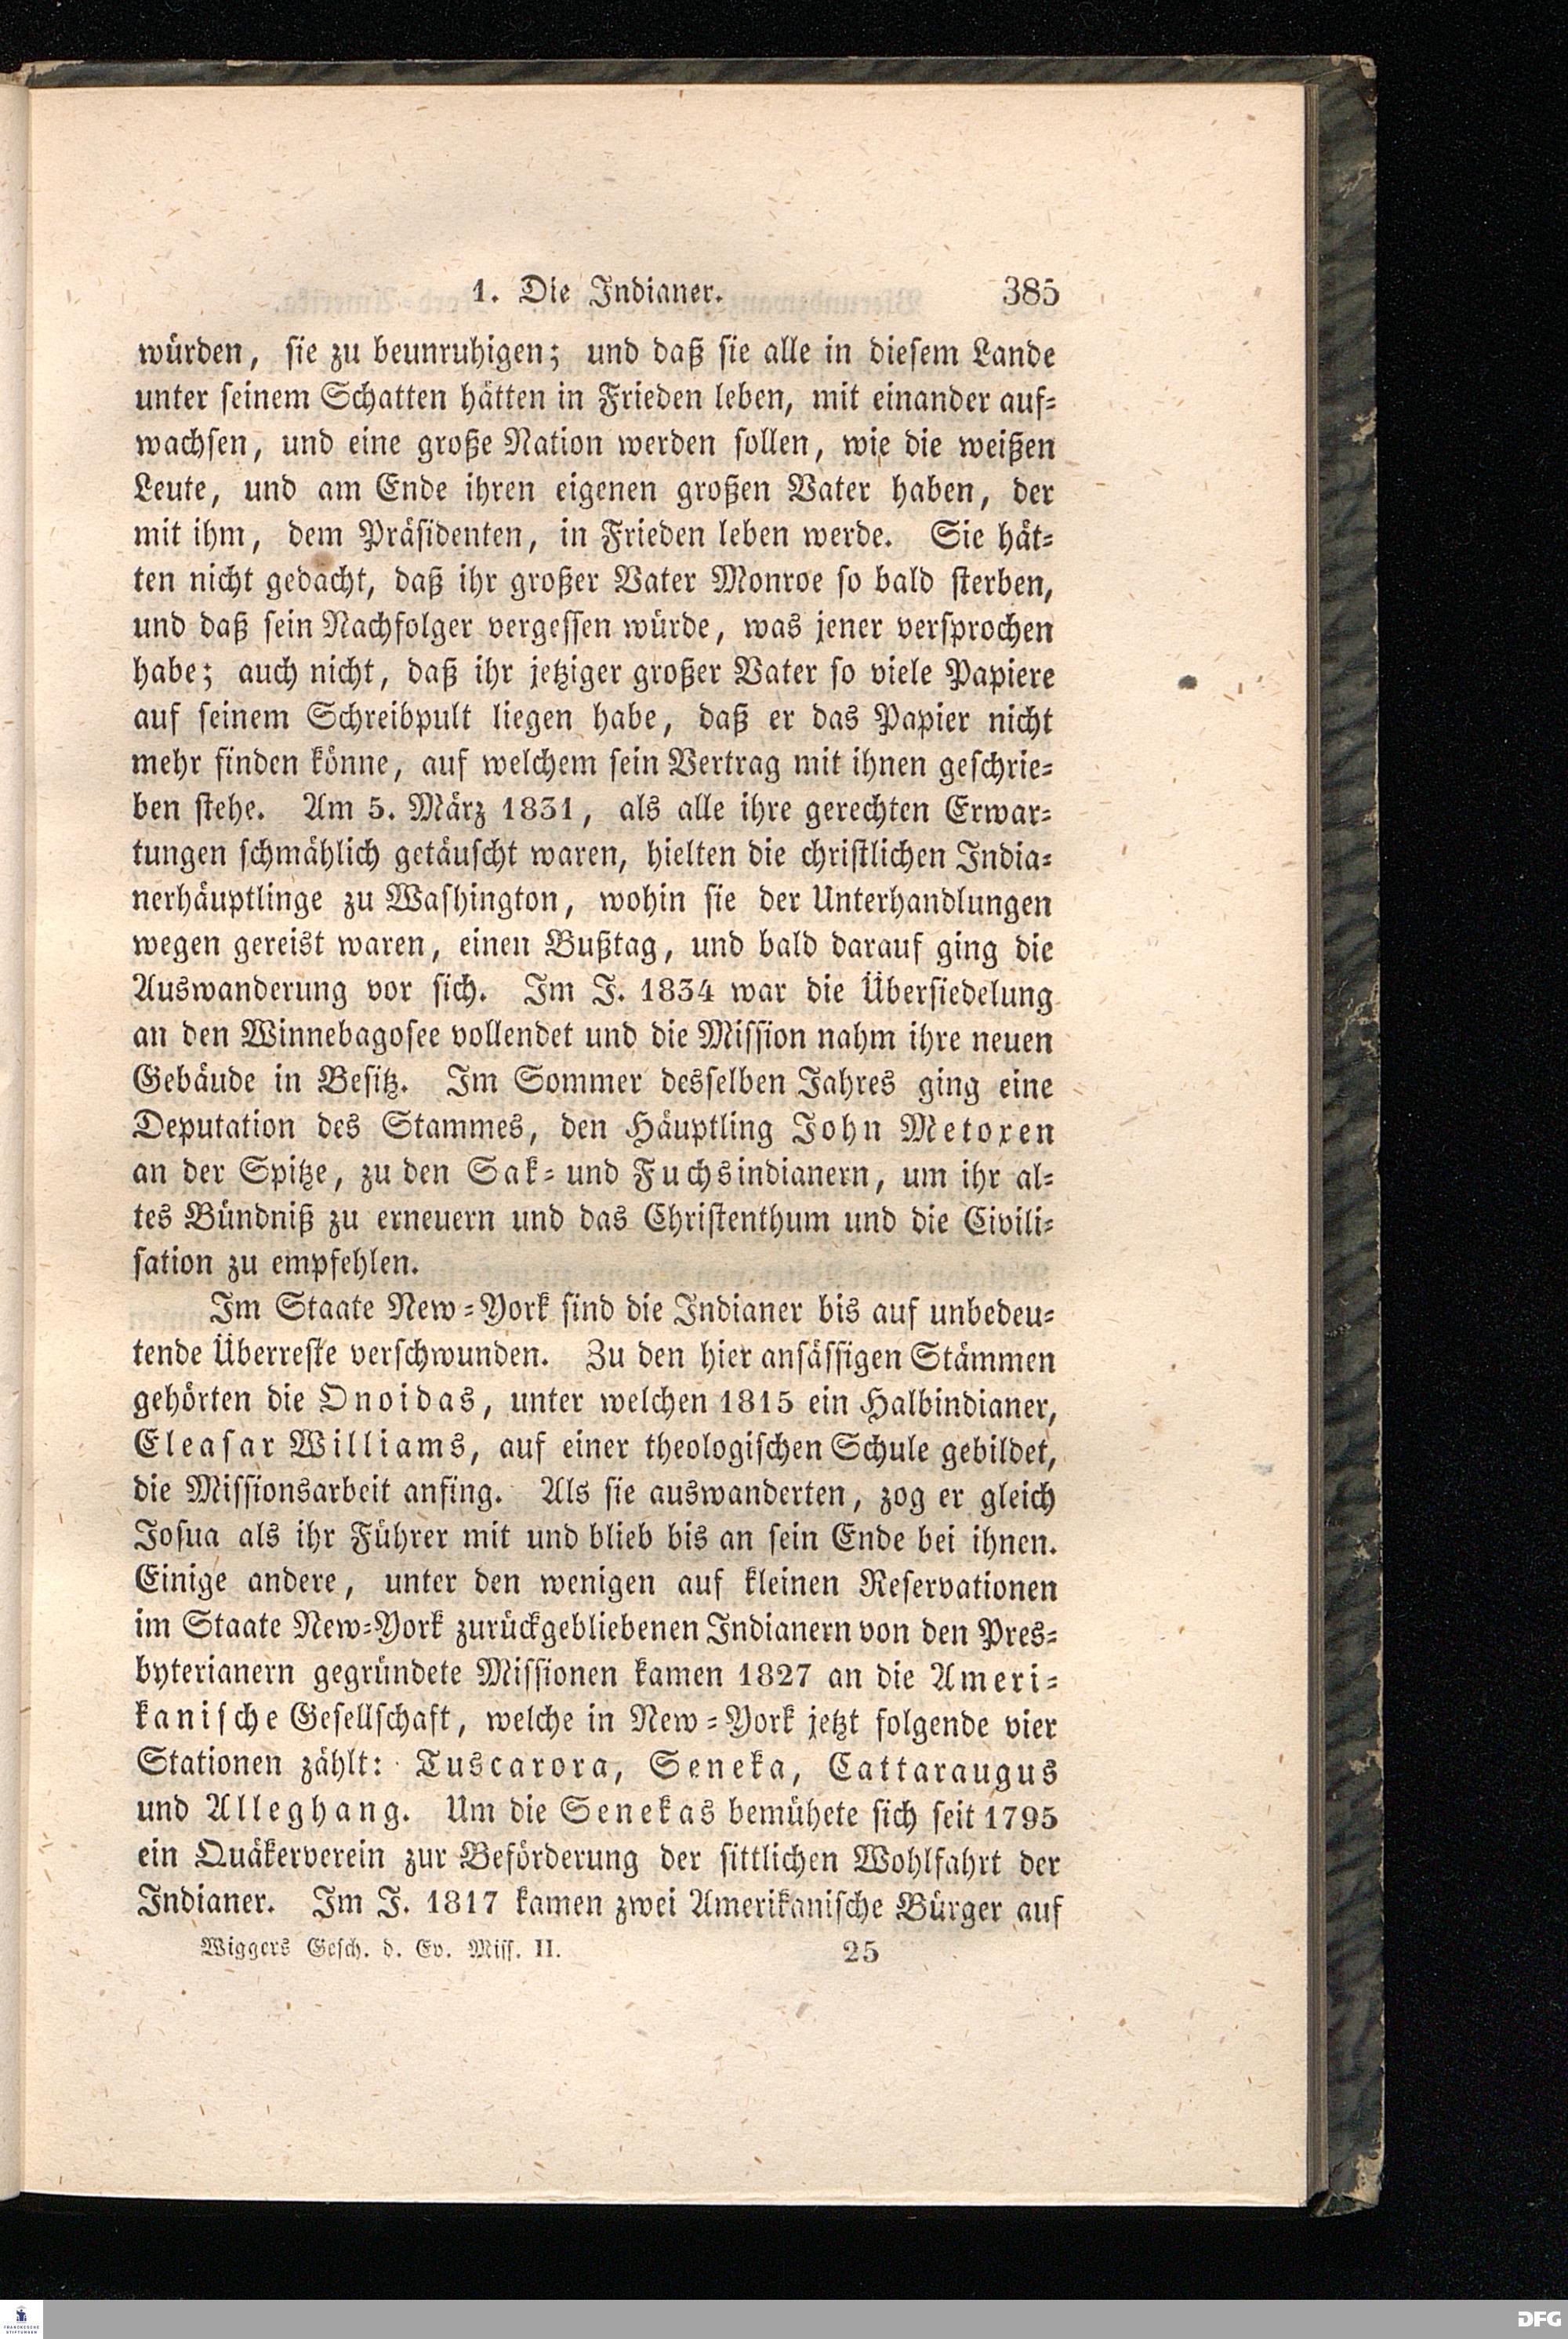 1. Die Indianer. 385
würden, sie zu beunruhigen; und daß sie alle in diesem Lande
unter seinem Schatten hätten in Frieden leben, mit einander auf-
wachsen, und eine große Nation werden sollen, wie die weißen
Leute, und am Ende ihren eigenen großen Vater haben, der
mit ihm, dem Präsidenten, in Frieden leben werde. Sie hät-
ten nicht gedacht, daß ihr großer Vater Monroe so bald sterben,
und daß sein Nachfolger vergessen würde, was jener versprochen
habe; auch nicht, daß ihr jetziger großer Vater so viele Papiere
auf seinem Schreibpult liegen habe, daß er das Papier nicht
mehr finden könne, auf welchem sein Vertrag mit ihnen geschrie-
ben stehe. Am 5. März 1831, als alle ihre gerechten Erwar-
tungen schmählich getäuscht waren, hielten die christlichen India-
nerhäuptlinge zu Washington, wohin sie der Unterhandlungen
wegen gereist waren, einen Bußtag, und bald darauf ging die
Auswanderung vor sich. Im J. 1834 war die Übersiedelung
an den Winnebagosee vollendet und die Mission nahm ihre neuen
Gebäude in Besitz. Im Sommer desselben Jahres ging eine
Deputation des Stammes, den Häuptling John Metoxen
an der Spitze, zu den Sak- und Fuchsindianern, um ihr al-
tes Bündniß zu erneuern und das Christenthum und die Civili-
sation zu empfehlen.
Im Staate New-York sind die Indianer bis auf unbedeu-
tende Überreste verschwunden. Zu den hier ansässigen Stämmen
gehörten die Onoidas, unter welchen 1815 ein Halbindianer,
Eleasar Williams, auf einer theologischen Schule gebildet,
die Missionsarbeit anfing. Als sie auswanderten, zog er gleich
Josua als ihr Führer mit und blieb bis an sein Ende bei ihnen.
Einige andere, unter den wenigen auf kleinen Reservationen
im Staate New-York zurückgebliebenen Indianern von den Pres-
byterianern gegründete Missionen kamen 1827 an die Ameri-
kanische Gesellschaft, welche in New-York jetzt folgende vier
Stationen zählt: Tuscarora, Seneka, Cattaraugus
und Alleghang. Um die Senekas bemühete sich seit 1795
ein Quäkerverein zur Beförderung der sittlichen Wohlfahrt der
Indianer. Im J. 1817 kamen zwei Amerikanische Bürger auf
Wiggers Gesch. d. Ev. Miss. II. 25
FRANCKESCHE
STIFTUNGEN
DFG